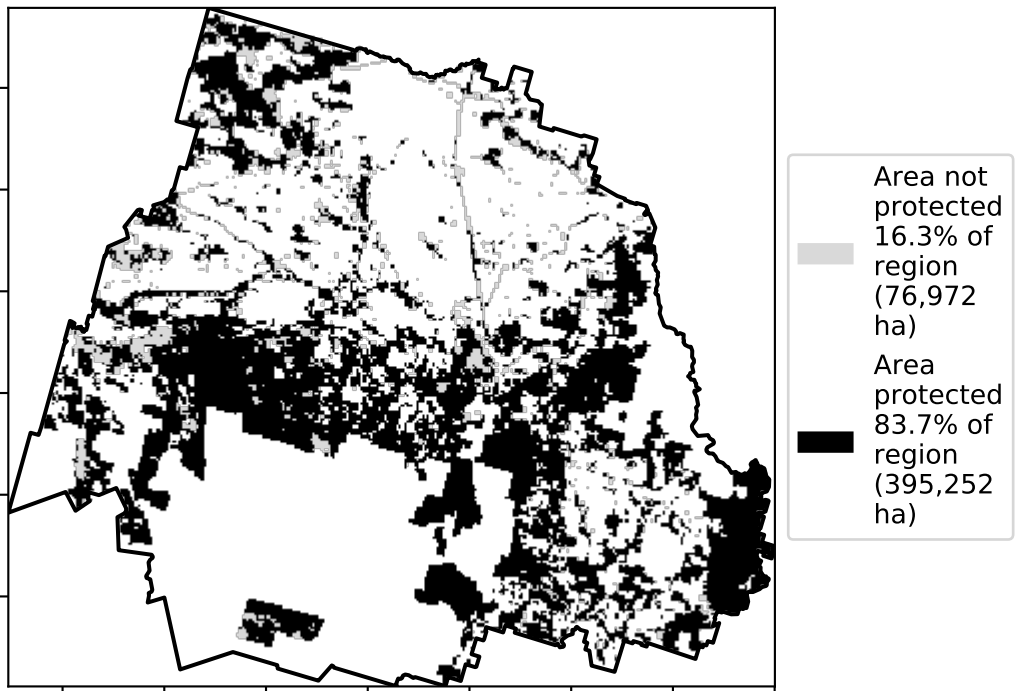 Area not
protected
16.3% of
region
(76,972
ha)
Area
protected
83.7% of
region
(395,252
ha)